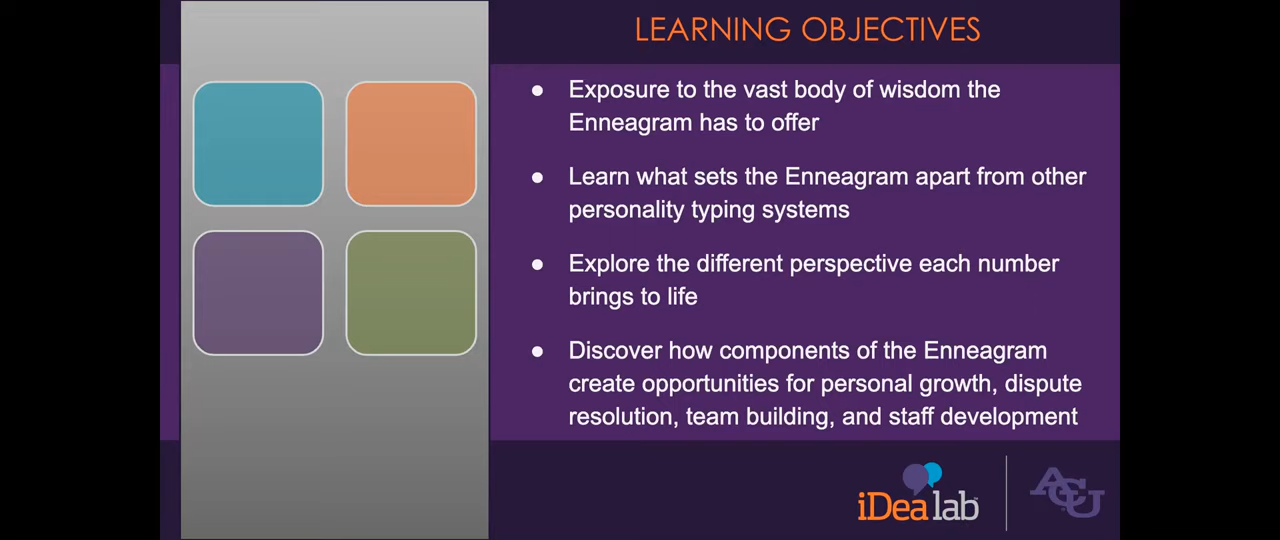 LEARNING OBJECTIVES
● Exposure to the vast body of wisdom the
Enneagram has to offer
● Learn what sets the Enneagram apart from other
personality typing systems
● Explore the different perspective each number
brings to life
● Discover how components of the Enneagram
create opportunities for personal growth, dispute
resolution, team building, and staff development
iDea lab
ACU